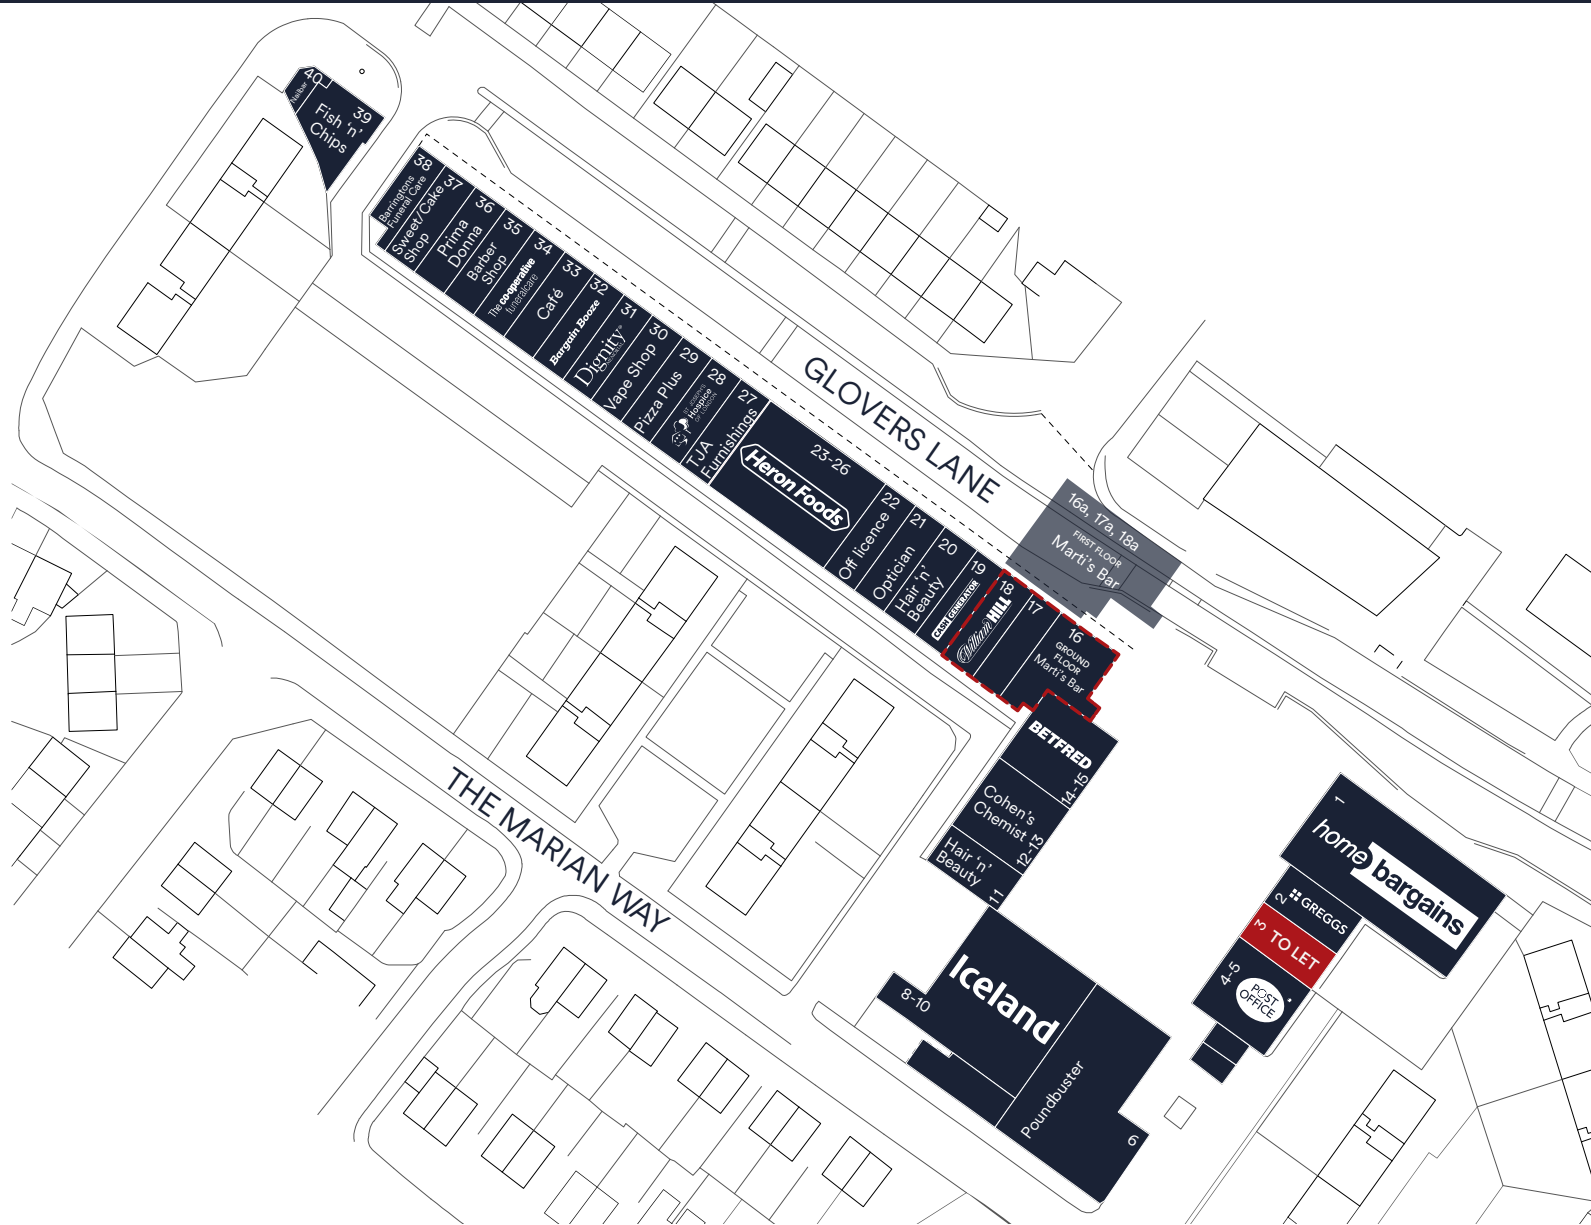 40
Nailbar
39
Fish 'n'
Chips
38
Barringtons
Funeral Care
37
Sweet/Cake
Shop
36
Prima
Donna
35
Barber
Shop
34
The co-operative
funeralcare
33
Café
32
Bargain Booze
31
Dignity
30
Vape Shop
29
Pizza Plus
28
ST JOSEPH'S
Hospice
OF LONDON
27
TJA
Furnishings
23-26
Heron Foods
22
Off licence
21
Optician
20
Hair 'n'
Beauty
19
CASH GENERATOR
18
William HILL
17
16
GROUND
FLOOR
Marti's Bar
16a, 17a, 18a
FIRST FLOOR
Marti's Bar
GLOVERS LANE
BETFRED
14-15
Cohen's
Chemist
12-13
Hair 'n'
Beauty
11
Iceland
8-10
Poundbuster
6
1
home bargains
2
GREGGS
3
TO LET
4-5
POST
OFFICE
THE MARIAN WAY